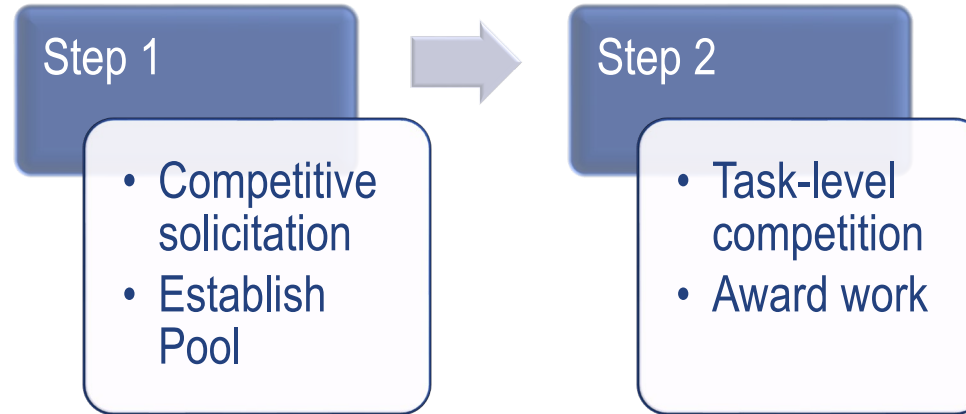 Step 1
• Competitive
solicitation
• Establish
Pool
Step 2
• Task-level
competition
• Award work